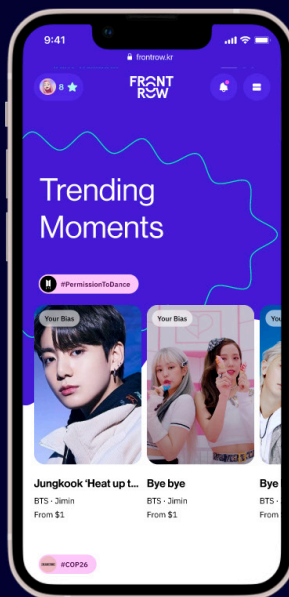 9:41
frontrow.kr
8
FRONT
ROW
Trending
Moments
#PermissionToDance
Your Bias
Your Bias
You
Jungkook 'Heat up t...
Bye bye
Bye
BTS · Jimin
BTS · Jimin
BTS ·
From $1
From $1
From
#COP26